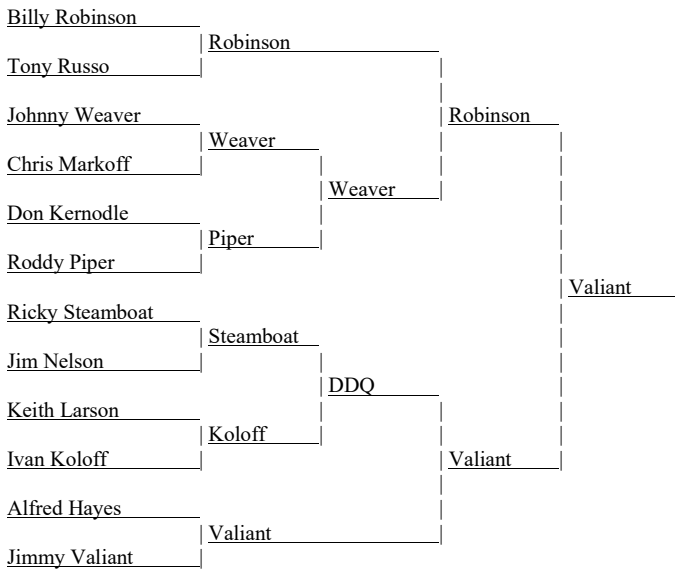 Billy Robinson
Robinson
Tony Russo
Johnny Weaver
Robinson
Weaver
Chris Markoff
Weaver
Don Kernodle
Piper
Roddy Piper
Valiant
Ricky Steamboat
Steamboat
Jim Nelson
DDQ
Keith Larson
Koloff
Ivan Koloff
Valiant
Alfred Hayes
Valiant
Jimmy Valiant